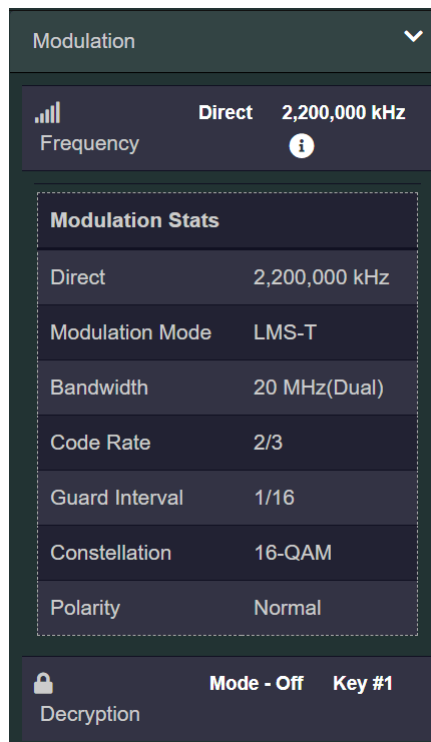 Modulation
Direct 2,200,000 kHz
Frequency
Modulation Stats
Direct 2,200,000 kHz
Modulation Mode LMS-T
Bandwidth 20 MHz(Dual)
Code Rate 2/3
Guard Interval 1/16
Constellation 16-QAM
Polarity Normal
Mode - Off Key #1
Decryption